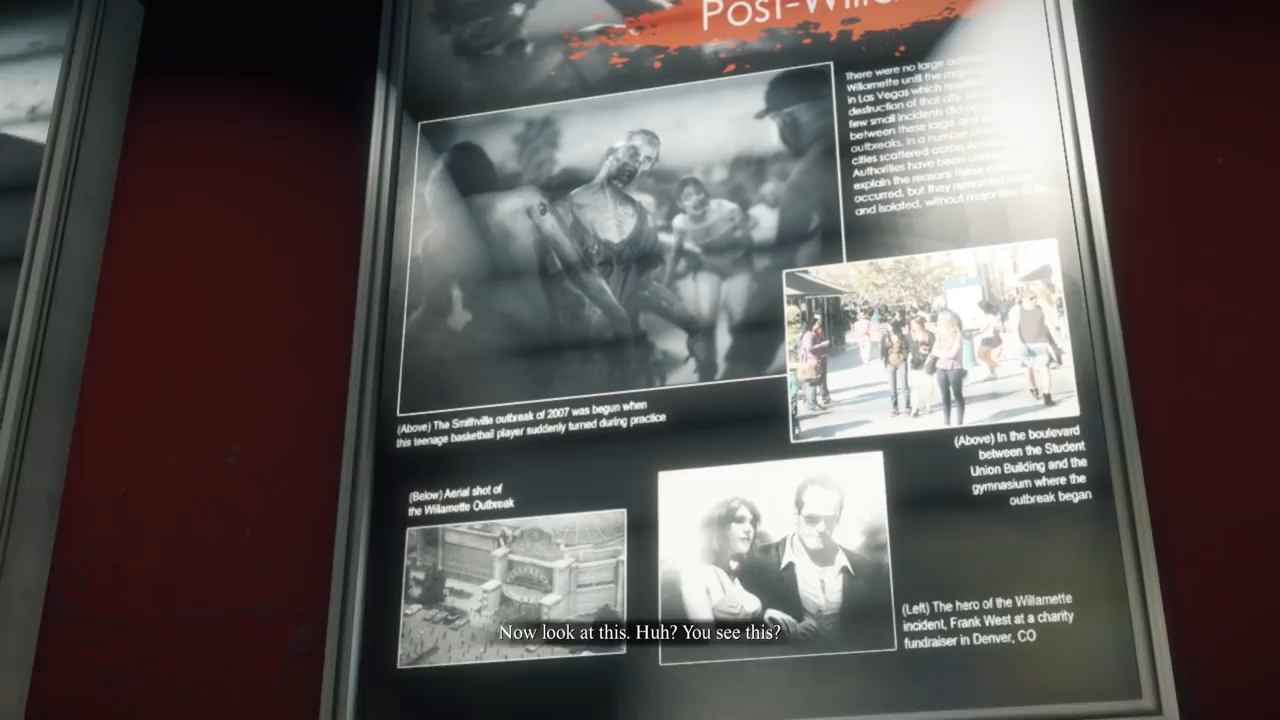 Post-Willa
There were no large
Willamette until the major
in Las Vegas which
destruction of that city.
few small incidents did
between these large
outbreaks, in a number of
cities scattered across
Authorities have been
explain the reasons these
occurred, but they remained
and isolated, without major
(Above) The Smithville outbreak of 2007 was begun when
this teenage basketball player suddenly turned during practice
(Above) In the boulevard
between the Student
Union Building and the
gymnasium where the
outbreak began
(Below) Aerial shot of
the Willamette Outbreak
(Left) The hero of the Willamette
incident, Frank West at a charity
fundraiser in Denver, CO
Now look at this. Huh? You see this?